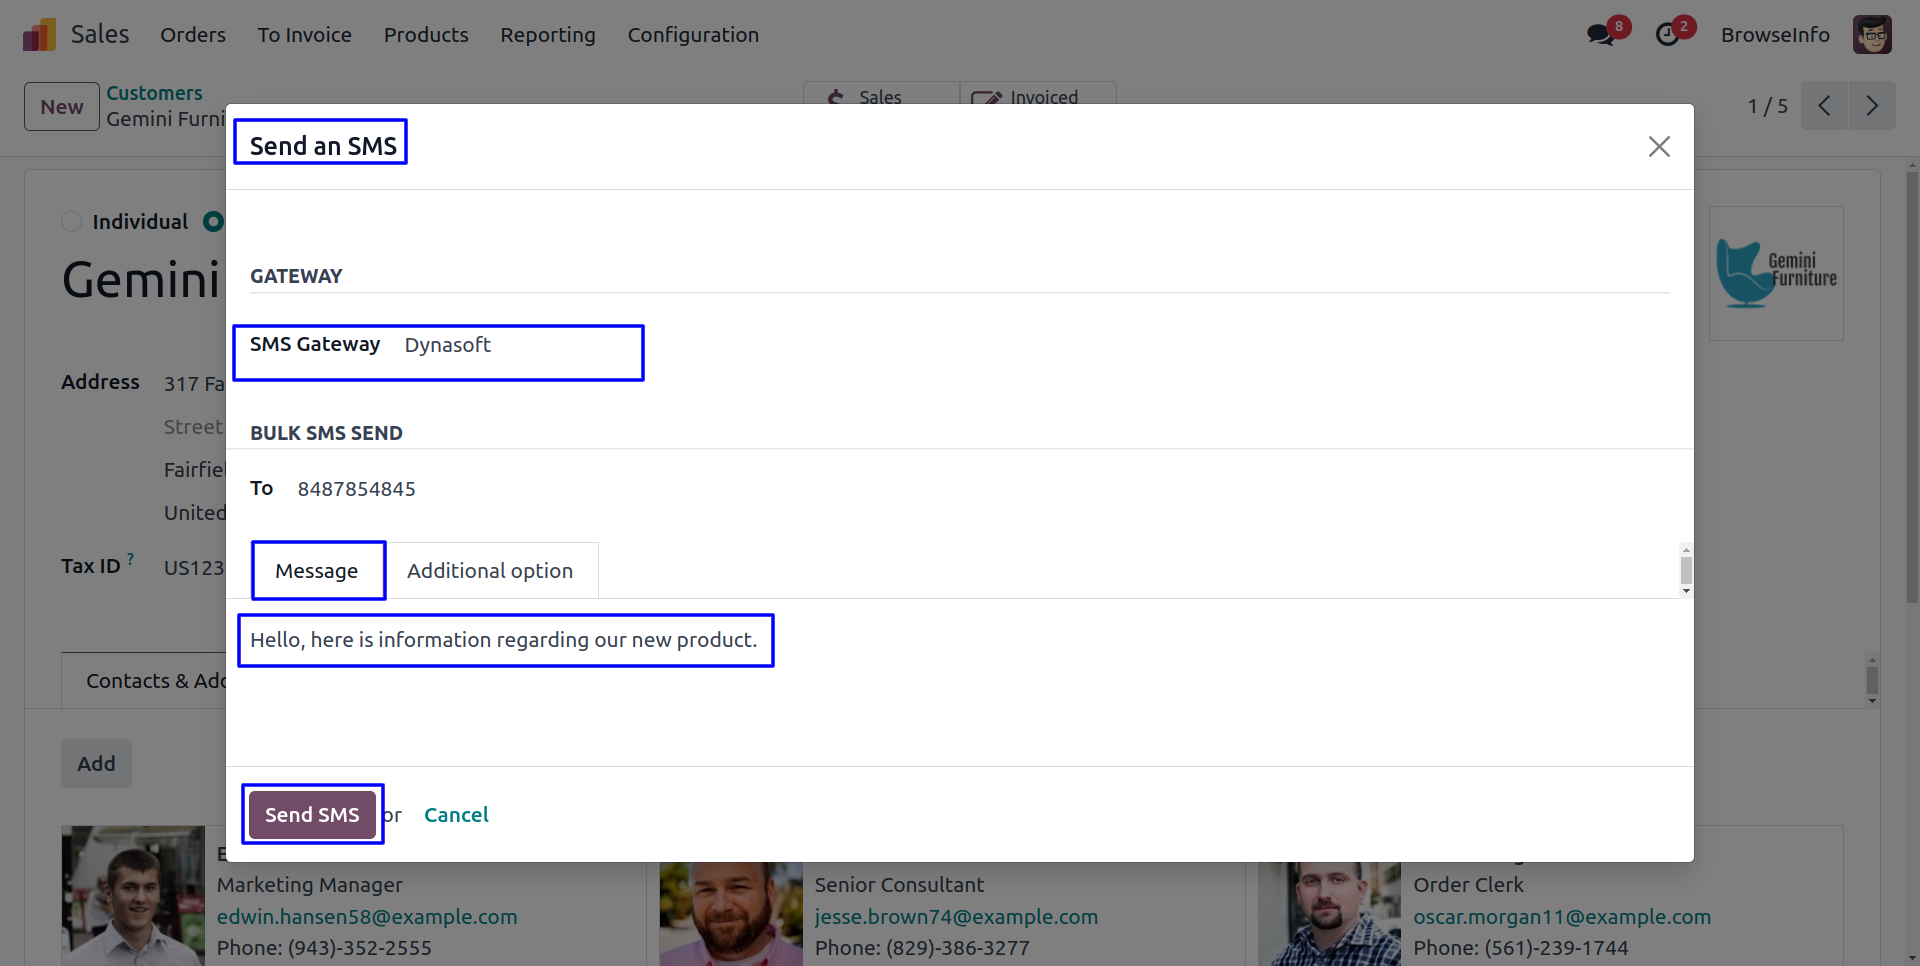 Sales Orders To Invoice Products Reporting Configuration 8 2 BrowseInfo
New Customers Sales Invoiced 1 / 5
Gemini Furni
Send an SMS
Individual
Gemini
GATEWAY
Gemini
Furniture
SMS Gateway Dynasoft
Address 317 Fa
Street
BULK SMS SEND
Fairfiel
To 8487854845
United
Tax ID ? US123
Message Additional option
Hello, here is information regarding our new product.
Contacts & Add
Add
Send SMS or Cancel
Marketing Manager
edwin.hansen58@example.com
Phone: (943)-352-2555
Senior Consultant
jesse.brown74@example.com
Phone: (829)-386-3277
Order Clerk
oscar.morgan11@example.com
Phone: (561)-239-1744